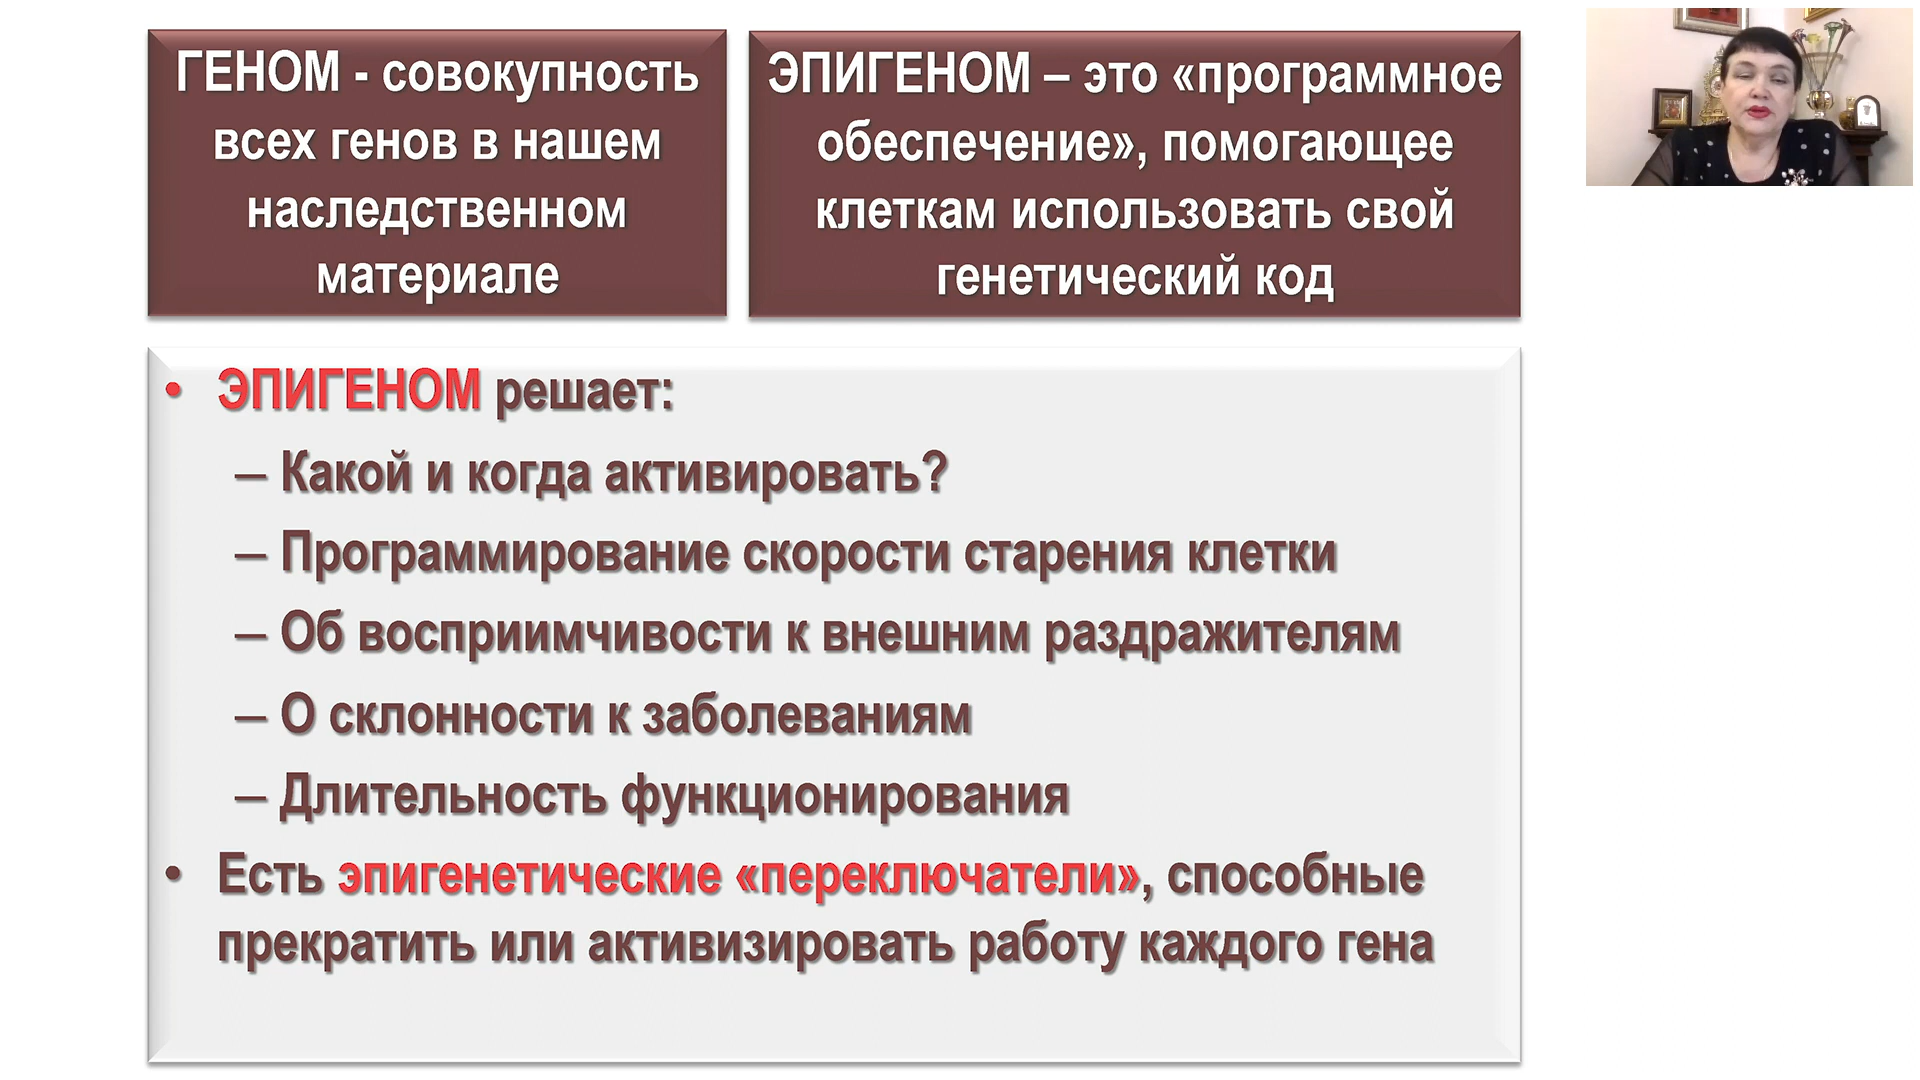 ГЕНОМ - совокупность
всех генов в нашем
наследственном
материале
ЭПИГЕНОМ – это «программное
обеспечение», помогающее
клеткам использовать свой
генетический код
• ЭПИГЕНОМ решает:
– Какой и когда активировать?
– Программирование скорости старения клетки
– Об восприимчивости к внешним раздражителям
– О склонности к заболеваниям
– Длительность функционирования
• Есть эпигенетические «переключатели», способные
прекратить или активизировать работу каждого гена